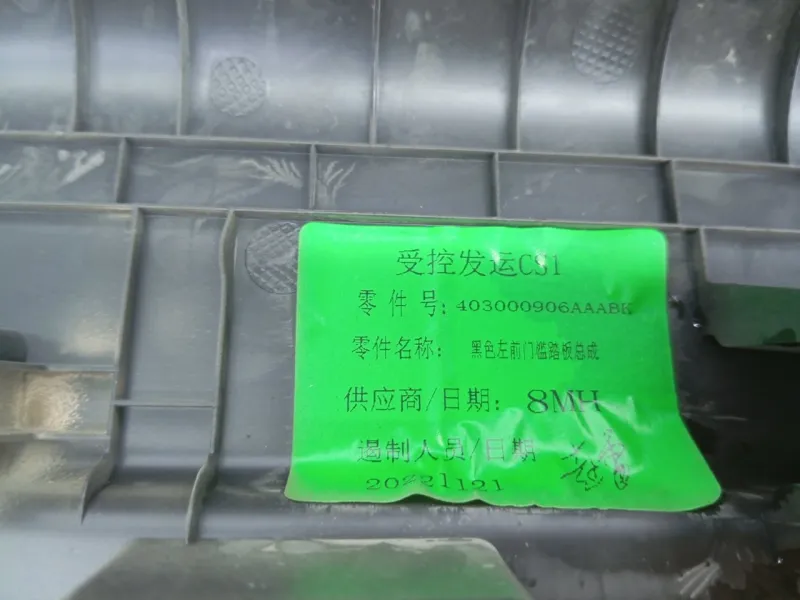 受控发运CS1
零件号：403000906AAABK
零件名称：黑色左前门槛踏板总成
供应商/日期：8MH
遏制人员/日期
20221121